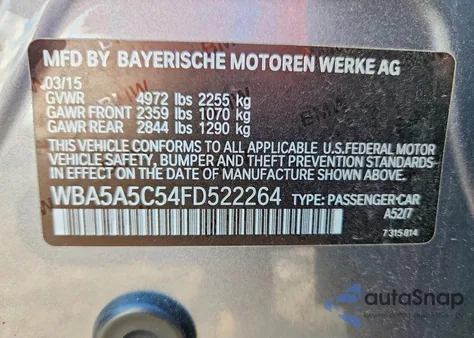 MFD BY BAYERISCHE MOTOREN WERKE AG
03/15
GVWR 4972 lbs 2255 kg
GAWR FRONT 2359 lbs 1070 kg
GAWR REAR 2844 lbs 1290 kg
THIS VEHICLE CONFORMS TO ALL APPLICABLE U.S.FEDERAL MOTOR
VEHICLE SAFETY, BUMPER AND THEFT PREVENTION STANDARDS IN
EFFECT ON THE DATE OF MANUFACTURE SHOWN ABOVE.
WBA5A5C54FD522264 TYPE: PASSENGER-CAR
A52/7
7 315 814
autoSnap